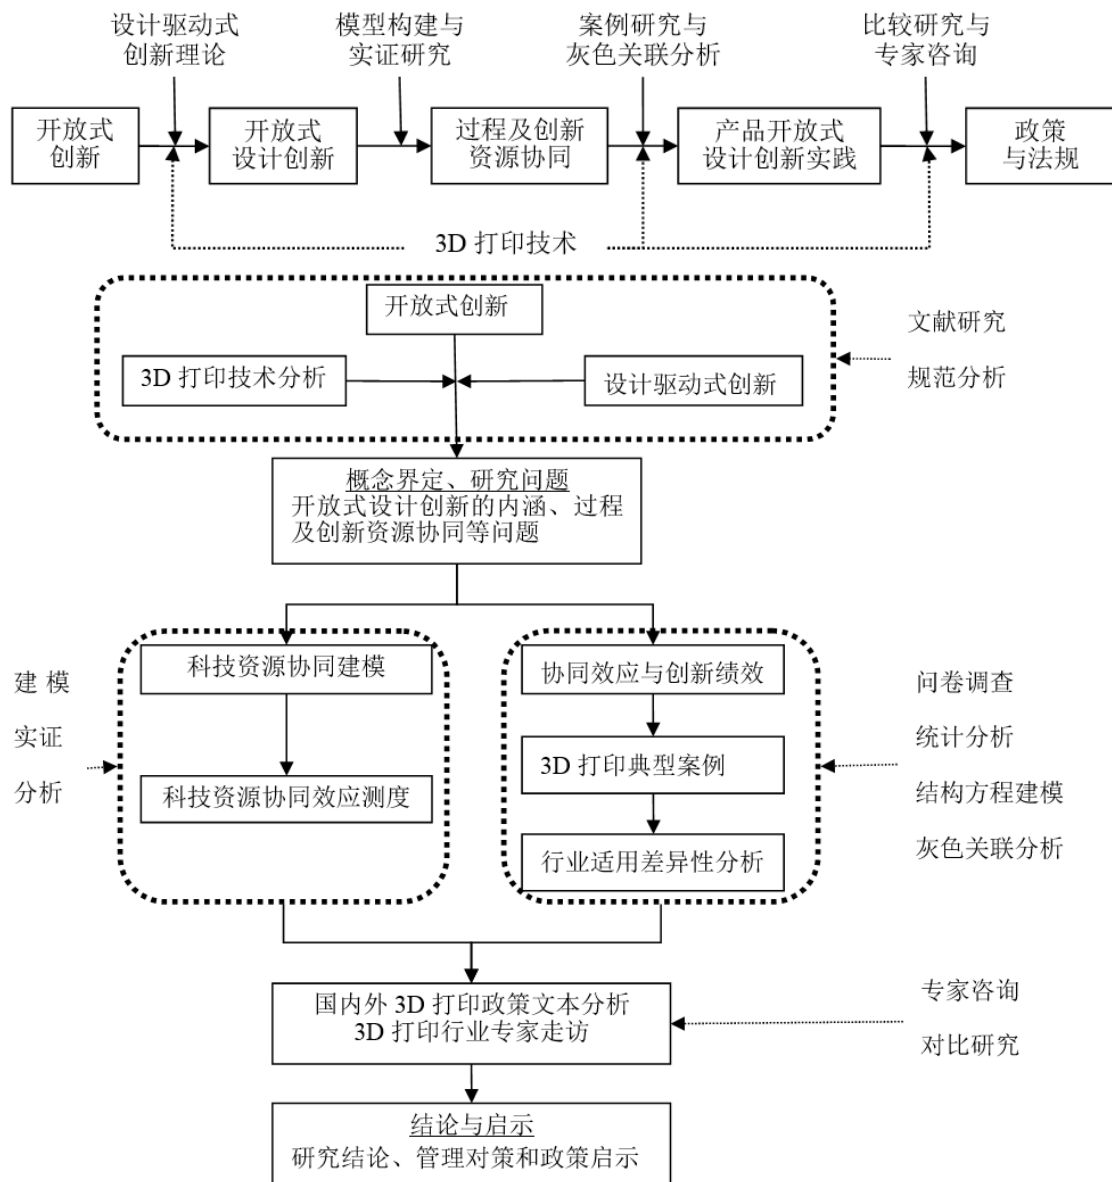 设计驱动式
创新理论
模型构建与
实证研究
案例研究与
灰色关联分析
比较研究与
专家咨询
开放式
创新
开放式
设计创新
过程及创新
资源协同
产品开放式
设计创新实践
政策
与法规
3D 打印技术
开放式创新
3D 打印技术分析
设计驱动式创新
文献研究
规范分析
概念界定、研究问题
开放式设计创新的内涵、过程
及创新资源协同等问题
建 模
实证
分析
科技资源协同建模
科技资源协同效应测度
协同效应与创新绩效
3D 打印典型案例
行业适用差异性分析
问卷调查
统计分析
结构方程建模
灰色关联分析
国内外 3D 打印政策文本分析
3D 打印行业专家走访
专家咨询
对比研究
结论与启示
研究结论、管理对策和政策启示